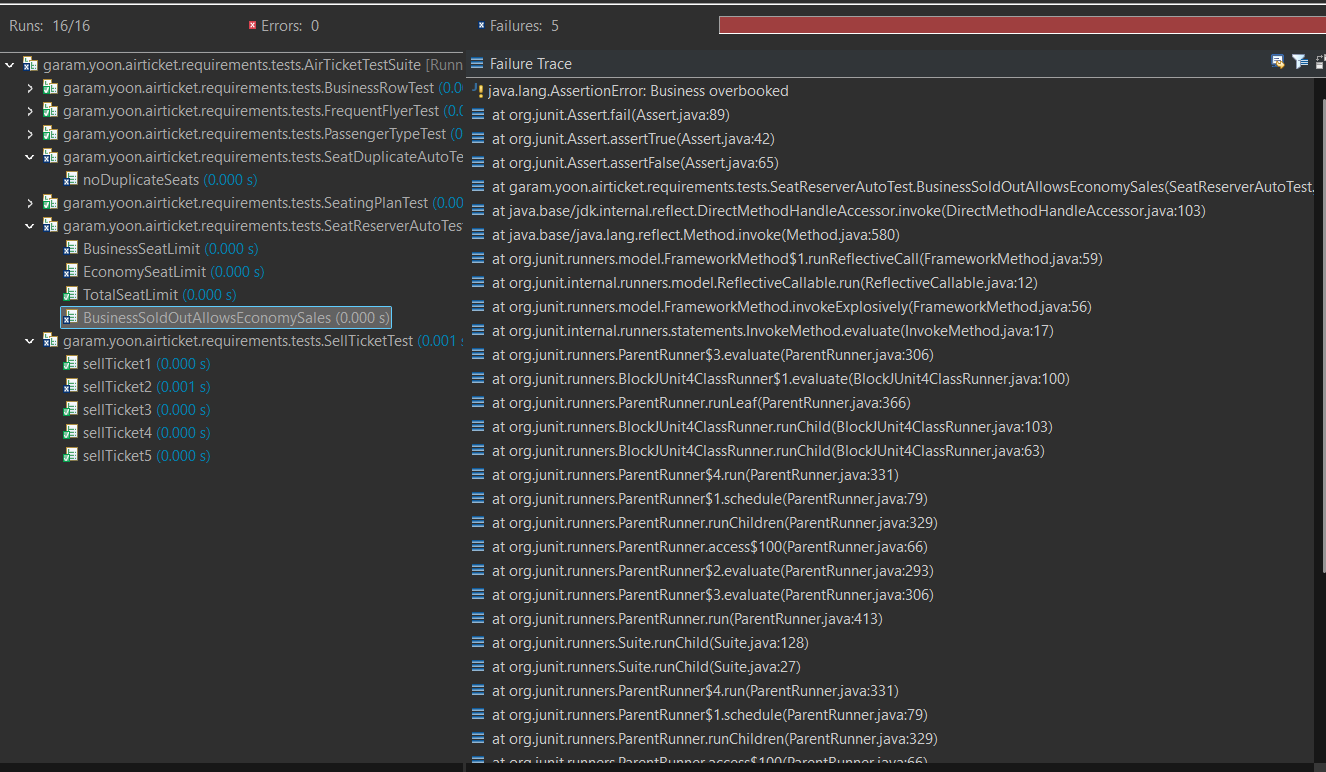 Runs: 16/16
Errors: 0
Failures: 5
garam.yoon.airticket.requirements.tests.AirTicketTestSuite [Runn
garam.yoon.airticket.requirements.tests.BusinessRowTest (0.00
garam.yoon.airticket.requirements.tests.FrequentFlyerTest (0.0
garam.yoon.airticket.requirements.tests.PassengerTypeTest (0
garam.yoon.airticket.requirements.tests.SeatDuplicateAutoTe
noDuplicateSeats (0.000 s)
garam.yoon.airticket.requirements.tests.SeatingPlanTest (0.00
garam.yoon.airticket.requirements.tests.SeatReserverAutoTes
BusinessSeatLimit (0.000 s)
EconomySeatLimit (0.000 s)
TotalSeatLimit (0.000 s)
BusinessSoldOutAllowsEconomySales (0.000 s)
garam.yoon.airticket.requirements.tests.SellTicketTest (0.001 s
sellTicket1 (0.000 s)
sellTicket2 (0.001 s)
sellTicket3 (0.000 s)
sellTicket4 (0.000 s)
sellTicket5 (0.000 s)
Failure Trace
java.lang.AssertionError: Business overbooked
at org.junit.Assert.fail(Assert.java:89)
at org.junit.Assert.assertTrue(Assert.java:42)
at org.junit.Assert.assertFalse(Assert.java:65)
at garam.yoon.airticket.requirements.tests.SeatReserverAutoTest.BusinessSoldOutAllowsEconomySales(SeatReserverAutoTest.
at java.base/jdk.internal.reflect.DirectMethodHandleAccessor.invoke(DirectMethodHandleAccessor.java:103)
at java.base/java.lang.reflect.Method.invoke(Method.java:580)
at org.junit.runners.model.FrameworkMethod$1.runReflectiveCall(FrameworkMethod.java:59)
at org.junit.internal.runners.model.ReflectiveCallable.run(ReflectiveCallable.java:12)
at org.junit.runners.model.FrameworkMethod.invokeExplosively(FrameworkMethod.java:56)
at org.junit.internal.runners.statements.InvokeMethod.evaluate(InvokeMethod.java:17)
at org.junit.runners.ParentRunner$3.evaluate(ParentRunner.java:306)
at org.junit.runners.BlockJUnit4ClassRunner$1.evaluate(BlockJUnit4ClassRunner.java:100)
at org.junit.runners.ParentRunner.runLeaf(ParentRunner.java:366)
at org.junit.runners.BlockJUnit4ClassRunner.runChild(BlockJUnit4ClassRunner.java:103)
at org.junit.runners.BlockJUnit4ClassRunner.runChild(BlockJUnit4ClassRunner.java:63)
at org.junit.runners.ParentRunner$4.run(ParentRunner.java:331)
at org.junit.runners.ParentRunner$1.schedule(ParentRunner.java:79)
at org.junit.runners.ParentRunner.runChildren(ParentRunner.java:329)
at org.junit.runners.ParentRunner.access$100(ParentRunner.java:66)
at org.junit.runners.ParentRunner$2.evaluate(ParentRunner.java:293)
at org.junit.runners.ParentRunner$3.evaluate(ParentRunner.java:306)
at org.junit.runners.ParentRunner.run(ParentRunner.java:413)
at org.junit.runners.Suite.runChild(Suite.java:128)
at org.junit.runners.Suite.runChild(Suite.java:27)
at org.junit.runners.ParentRunner$4.run(ParentRunner.java:331)
at org.junit.runners.ParentRunner$1.schedule(ParentRunner.java:79)
at org.junit.runners.ParentRunner.runChildren(ParentRunner.java:329)
at org.junit.runners.ParentRunner.access$100(ParentRunner.java:66)